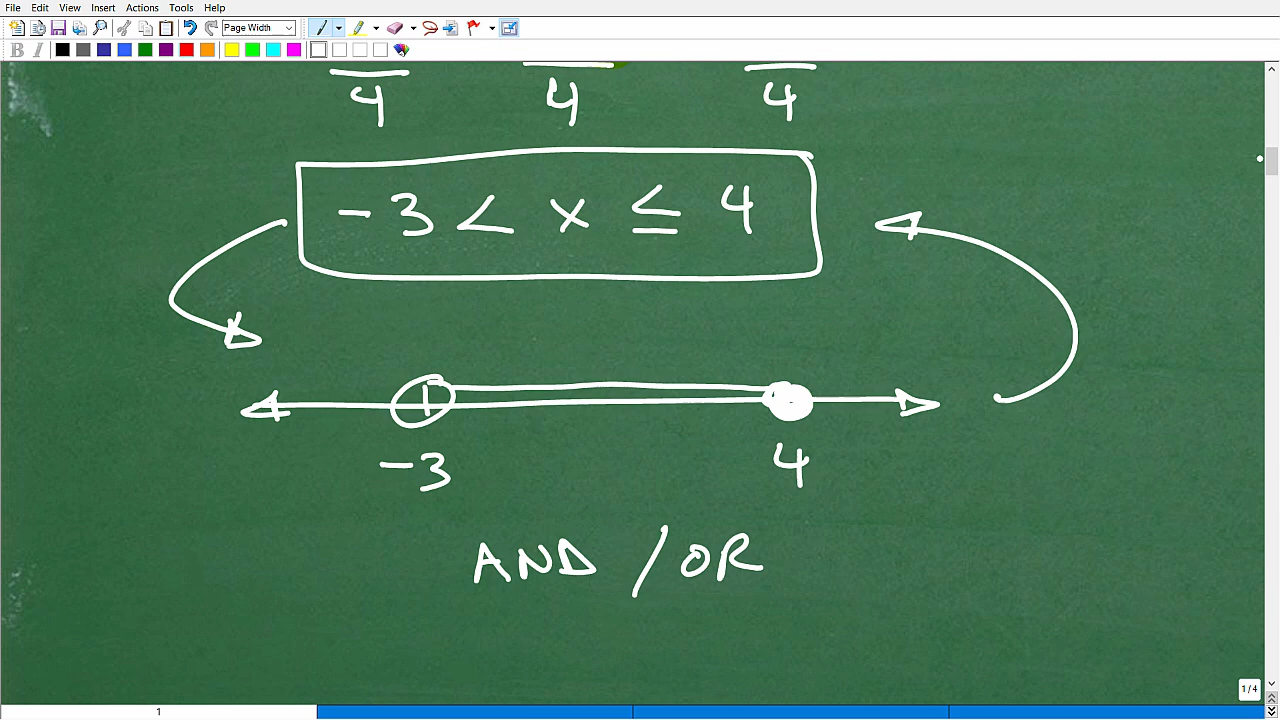 File Edit View Insert Actions Tools Help
Page Width
B I
4 4 4
-3 < x ≤ 4
-3 4
AND / OR
1/4
1